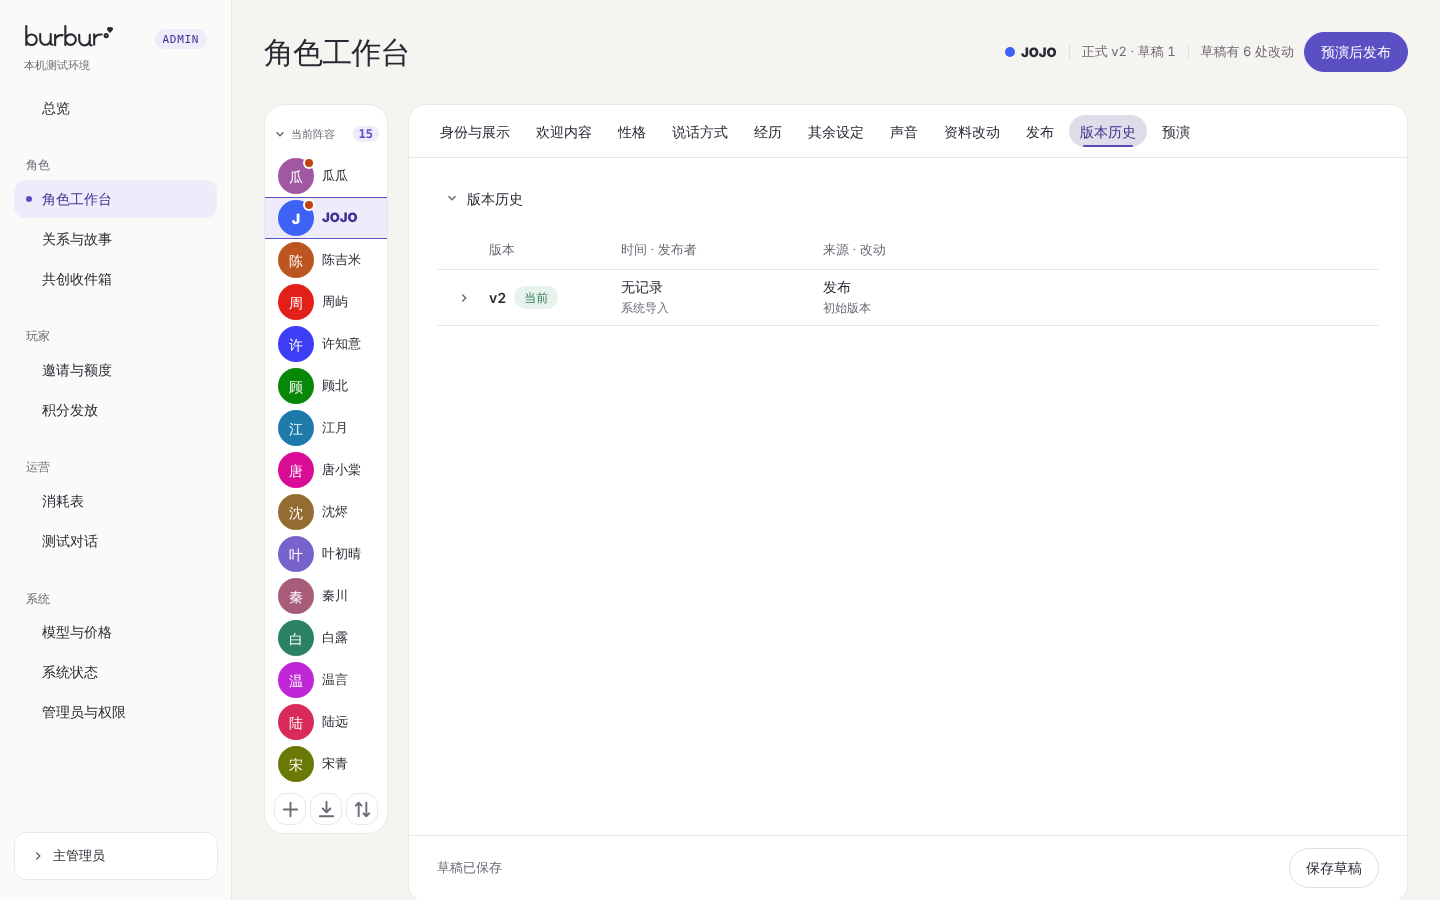 burbur
ADMIN
本机测试环境
总览
角色
角色工作台
关系与故事
共创收件箱
玩家
邀请与额度
积分发放
运营
消耗表
测试对话
系统
模型与价格
系统状态
管理员与权限
主管理员
角色工作台
JOJO
正式 v2 · 草稿 1
草稿有 6 处改动
预演后发布
当前阵容 15
瓜 瓜瓜
J JOJO
陈 陈吉米
周 周屿
许 许知意
顾 顾北
江 江月
唐 唐小棠
沈 沈烬
叶 叶初晴
秦 秦川
白 白露
温 温言
陆 陆远
宋 宋青
身份与展示 欢迎内容 性格 说话方式 经历 其余设定 声音 资料改动 发布 版本历史 预演
版本历史
版本 时间 · 发布者 来源 · 改动
v2 当前 无记录 发布
系统导入 初始版本
草稿已保存
保存草稿